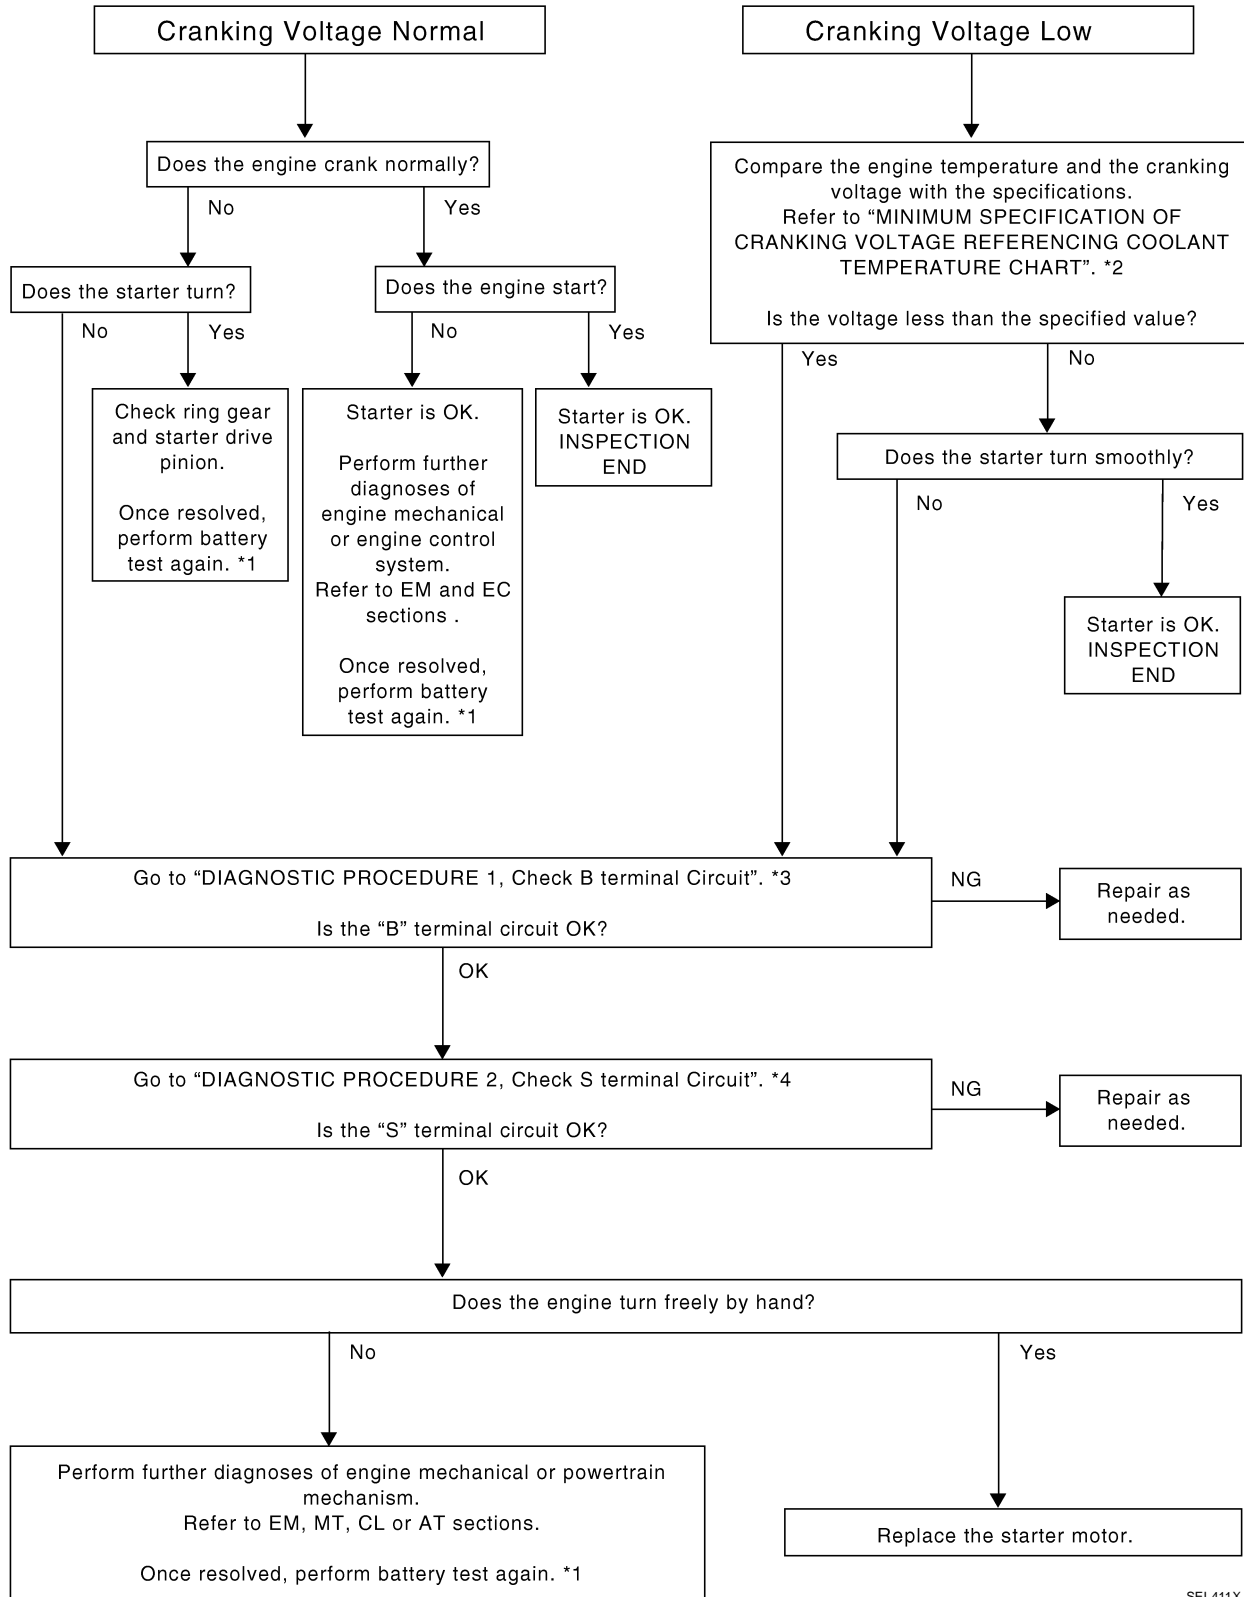 Cranking Voltage Normal
Cranking Voltage Low
Does the engine crank normally?
No
Yes
Compare the engine temperature and the cranking
voltage with the specifications.
Refer to “MINIMUM SPECIFICATION OF
CRANKING VOLTAGE REFERENCING COOLANT
TEMPERATURE CHART”. *2
Is the voltage less than the specified value?
Does the starter turn?
No
Yes
Does the engine start?
No
Yes
Yes
No
Check ring gear
and starter drive
pinion.
Once resolved,
perform battery
test again. *1
Starter is OK.
Perform further
diagnoses of
engine mechanical
or engine control
system.
Refer to EM and EC
sections .
Once resolved,
perform battery
test again. *1
Starter is OK.
INSPECTION
END
Does the starter turn smoothly?
No
Yes
Starter is OK.
INSPECTION
END
Go to “DIAGNOSTIC PROCEDURE 1, Check B terminal Circuit”. *3
Is the “B” terminal circuit OK?
NG
Repair as
needed.
OK
Go to “DIAGNOSTIC PROCEDURE 2, Check S terminal Circuit”. *4
Is the “S” terminal circuit OK?
NG
Repair as
needed.
OK
Does the engine turn freely by hand?
No
Yes
Perform further diagnoses of engine mechanical or powertrain
mechanism.
Refer to EM, MT, CL or AT sections.
Once resolved, perform battery test again. *1
Replace the starter motor.
SEL411X